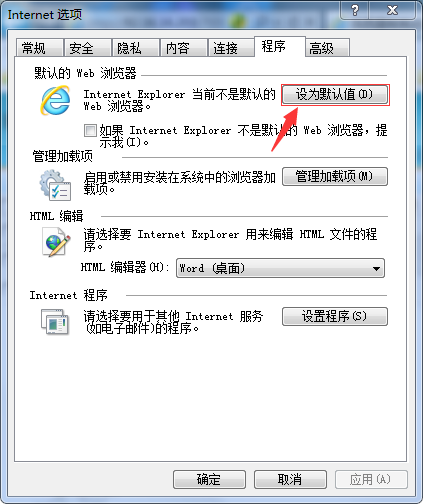 Internet 选项
常规 安全 隐私 内容 连接 程序 高级
默认的 Web 浏览器
Internet Explorer 当前不是默认的
Web 浏览器。
设为默认值(D)
如果 Internet Explorer 不是默认的 Web 浏览器，提
示我(I)。
管理加载项
启用或禁用安装在系统中的浏览器加
载项。
管理加载项(M)
HTML 编辑
请选择要 Internet Explorer 用来编辑 HTML 文件的程
序。
HTML 编辑器(H): Word (桌面)
Internet 程序
请选择要用于其他 Internet 服务
(如电子邮件)的程序。
设置程序(S)
确定 取消 应用(A)